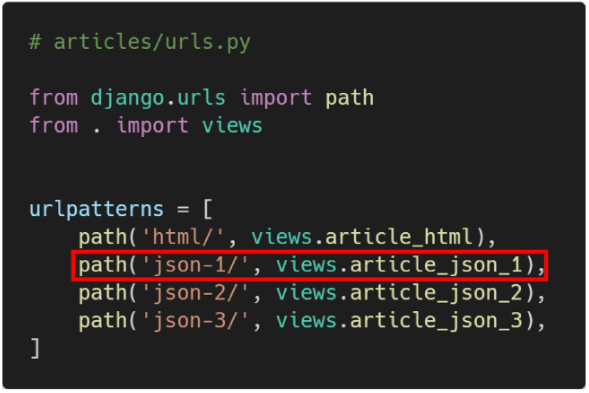 # articles/urls.py
from django.urls import path
from . import views
urlpatterns = [
path('html/', views.article_html),
path('json-1/', views.article_json_1),
path('json-2/', views.article_json_2),
path('json-3/', views.article_json_3),
]